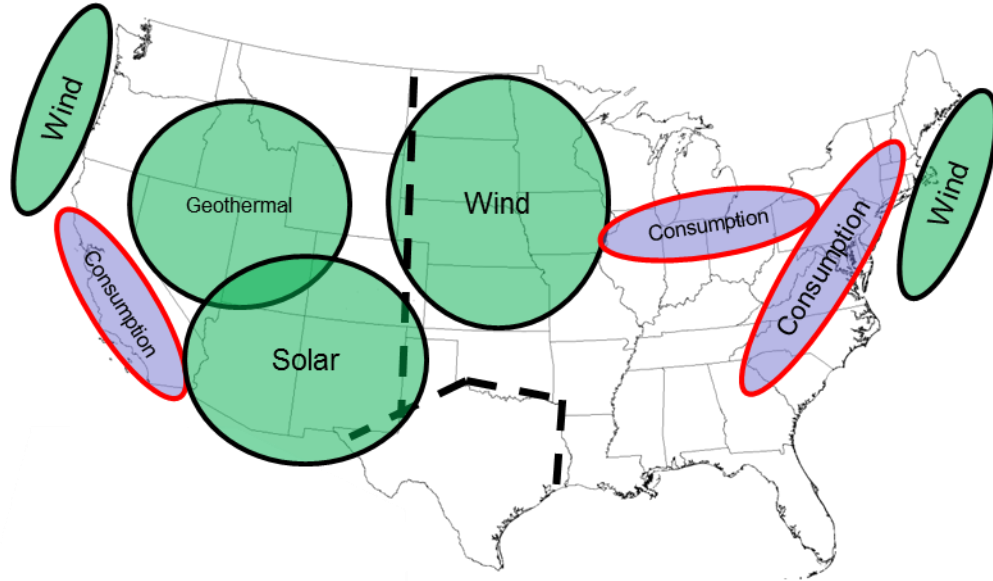 Wind
Geothermal
Wind
Consumption
Wind
Consumption
Consumption
Solar